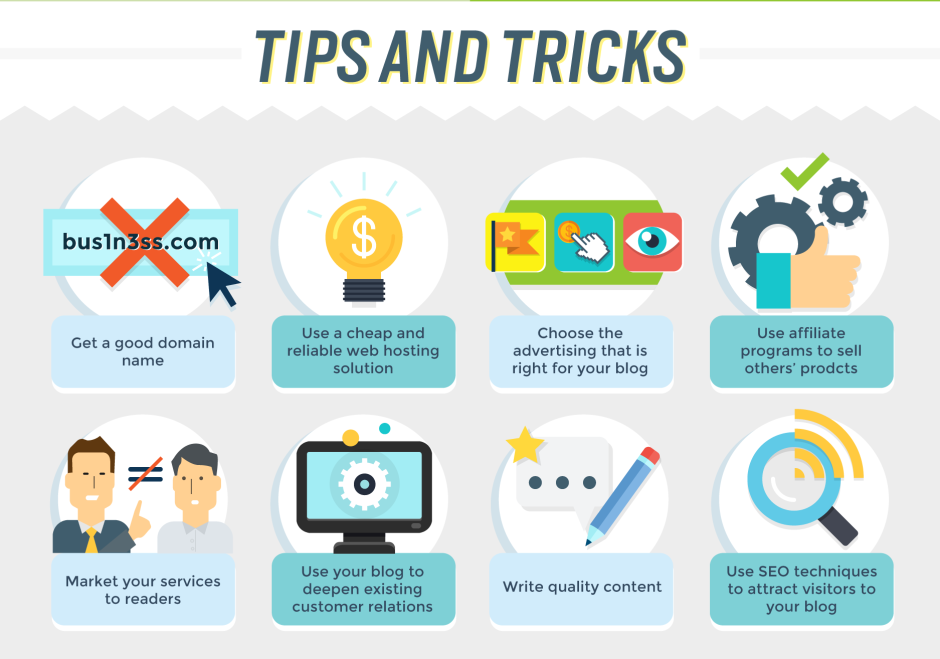 TIPS AND TRICKS
bus1n3ss.com
$
Get a good domain
name
Use a cheap and
reliable web hosting
solution
Choose the
advertising that is
right for your blog
Use affiliate
programs to sell
others' prodcts
Market your services
to readers
Use your blog to
deepen existing
customer relations
Write quality content
Use SEO techniques
to attract visitors to
your blog